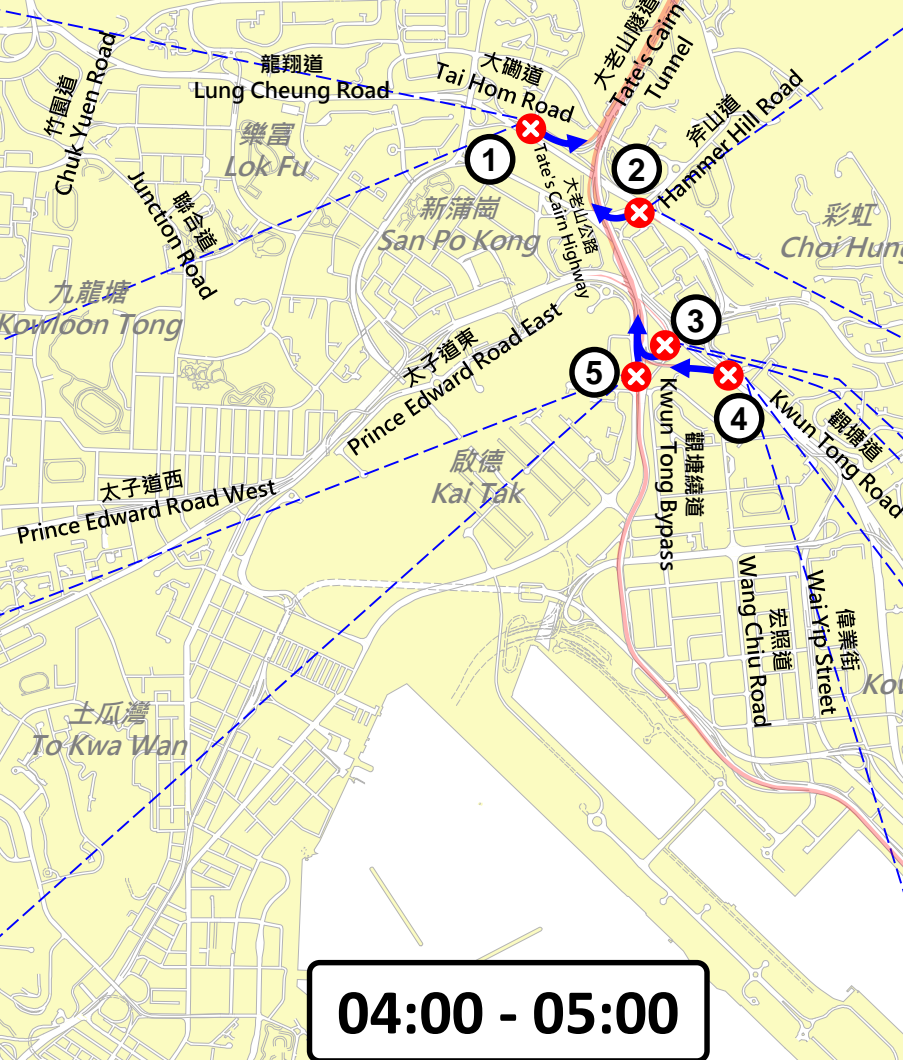 龍翔道
Lung Cheung Road
大磡道
Tai Hom Road
大老山隧道
Tate's Cairn
Tunnel
竹園道
Chuk Yuen Road
樂富
Lok Fu
斧山道
Hammer Hill Road
1
2
聯合道
Junction Road
新蒲崗
San Po Kong
大老山公路
Tate's Cairn Highway
彩虹
Choi Hung
九龍塘
Kowloon Tong
太子道東
Prince Edward Road East
3
5
4
觀塘道
Kwun Tong Road
觀塘繞道
Kwun Tong Bypass
啟德
Kai Tak
太子道西
Prince Edward Road West
宏照道
Wang Chiu Road
偉業街
Wai Yip Street
Kov
土瓜灣
To Kwa Wan
04:00 - 05:00